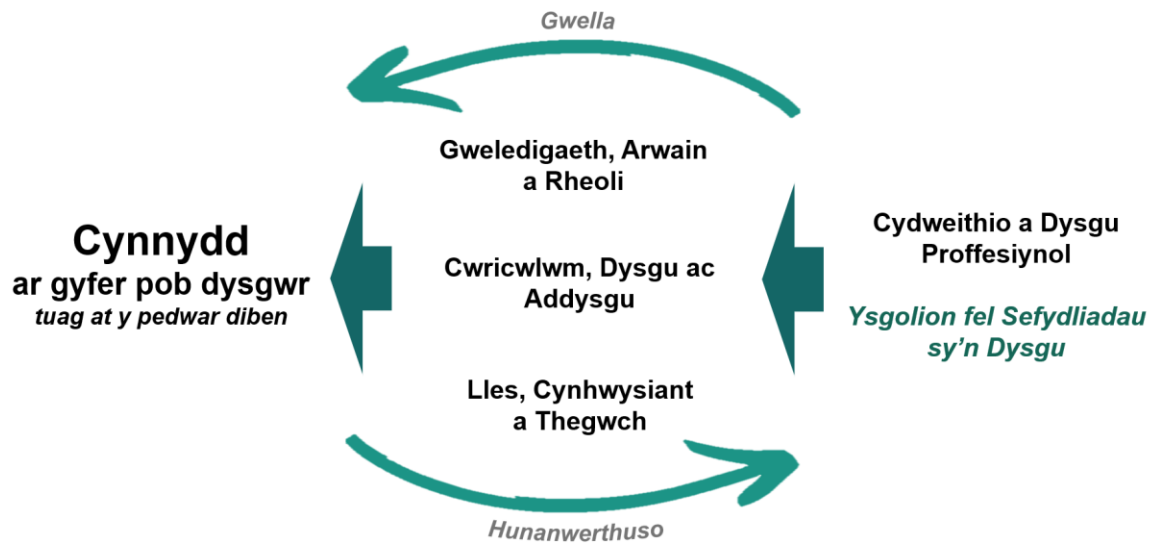 Gwella
Gweledigaeth, Arwain
a Rheoli
Cynnydd
ar gyfer pob dysgwr
tuag at y pedwar diben
Cwricwlwm, Dysgu ac
Addysgu
Cydweithio a Dysgu
Proffesiynol
Ysgolion fel Sefydliadau
sy'n Dysgu
Lles, Cynhwysiant
a Thegwch
Hunanwerthuso